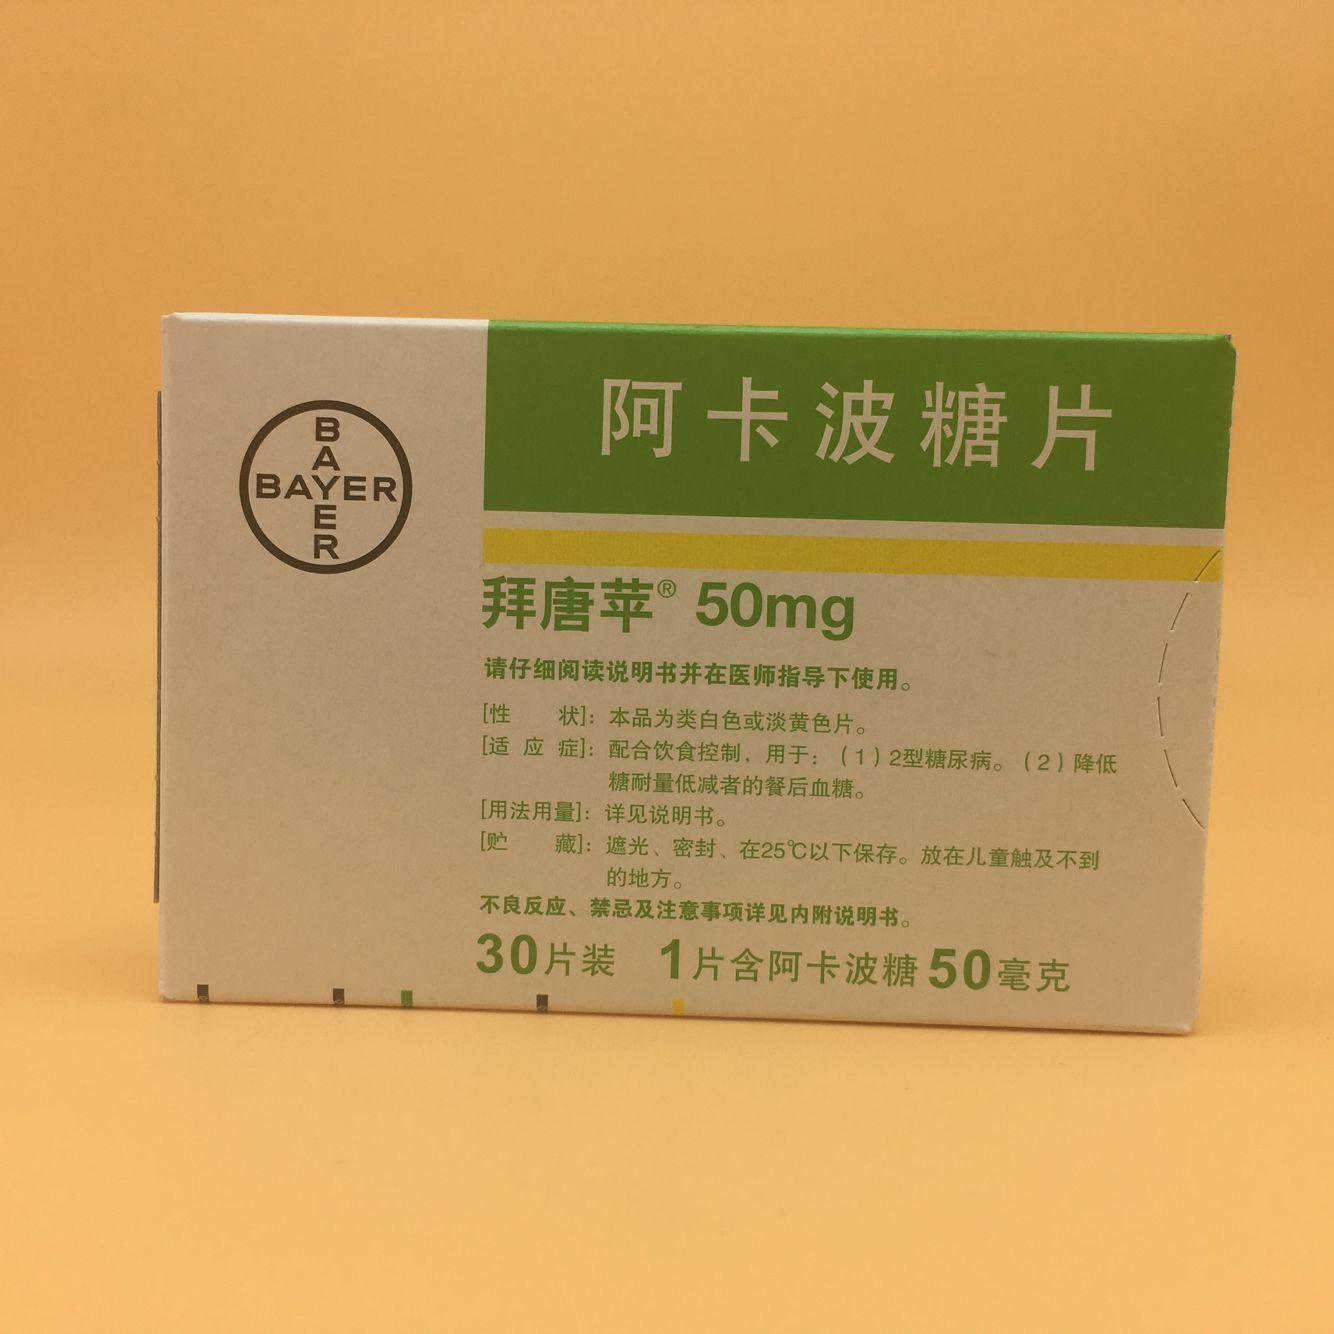 BAYER
BAYER
阿卡波糖片
拜唐苹® 50mg
请仔细阅读说明书并在医师指导下使用。
[性 状]：本品为类白色或淡黄色片。
[适 应 症]：配合饮食控制，用于：（1）2型糖尿病。（2）降低
糖耐量低减者的餐后血糖。
[用法用量]：详见说明书。
[贮 藏]：遮光、密封、在25℃以下保存。放在儿童触及不到
的地方。
不良反应、禁忌及注意事项详见内附说明书。
30片装 1片含阿卡波糖50毫克